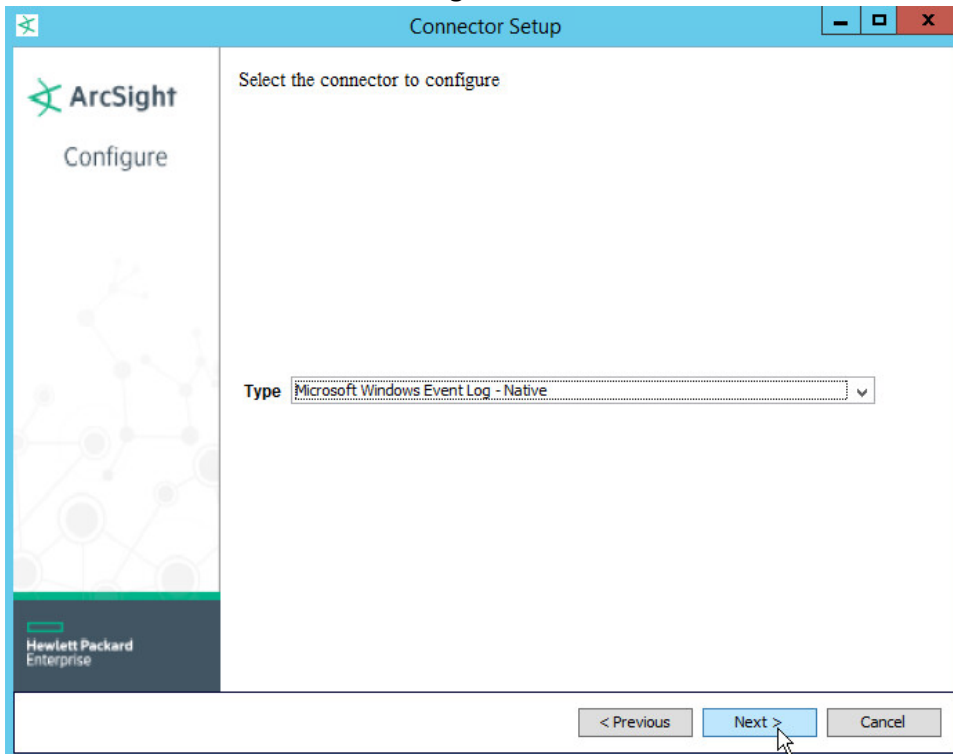 Connector Setup
ArcSight
Configure
Select the connector to configure
Type Microsoft Windows Event Log - Native
Hewlett Packard
Enterprise
< Previous Next > Cancel